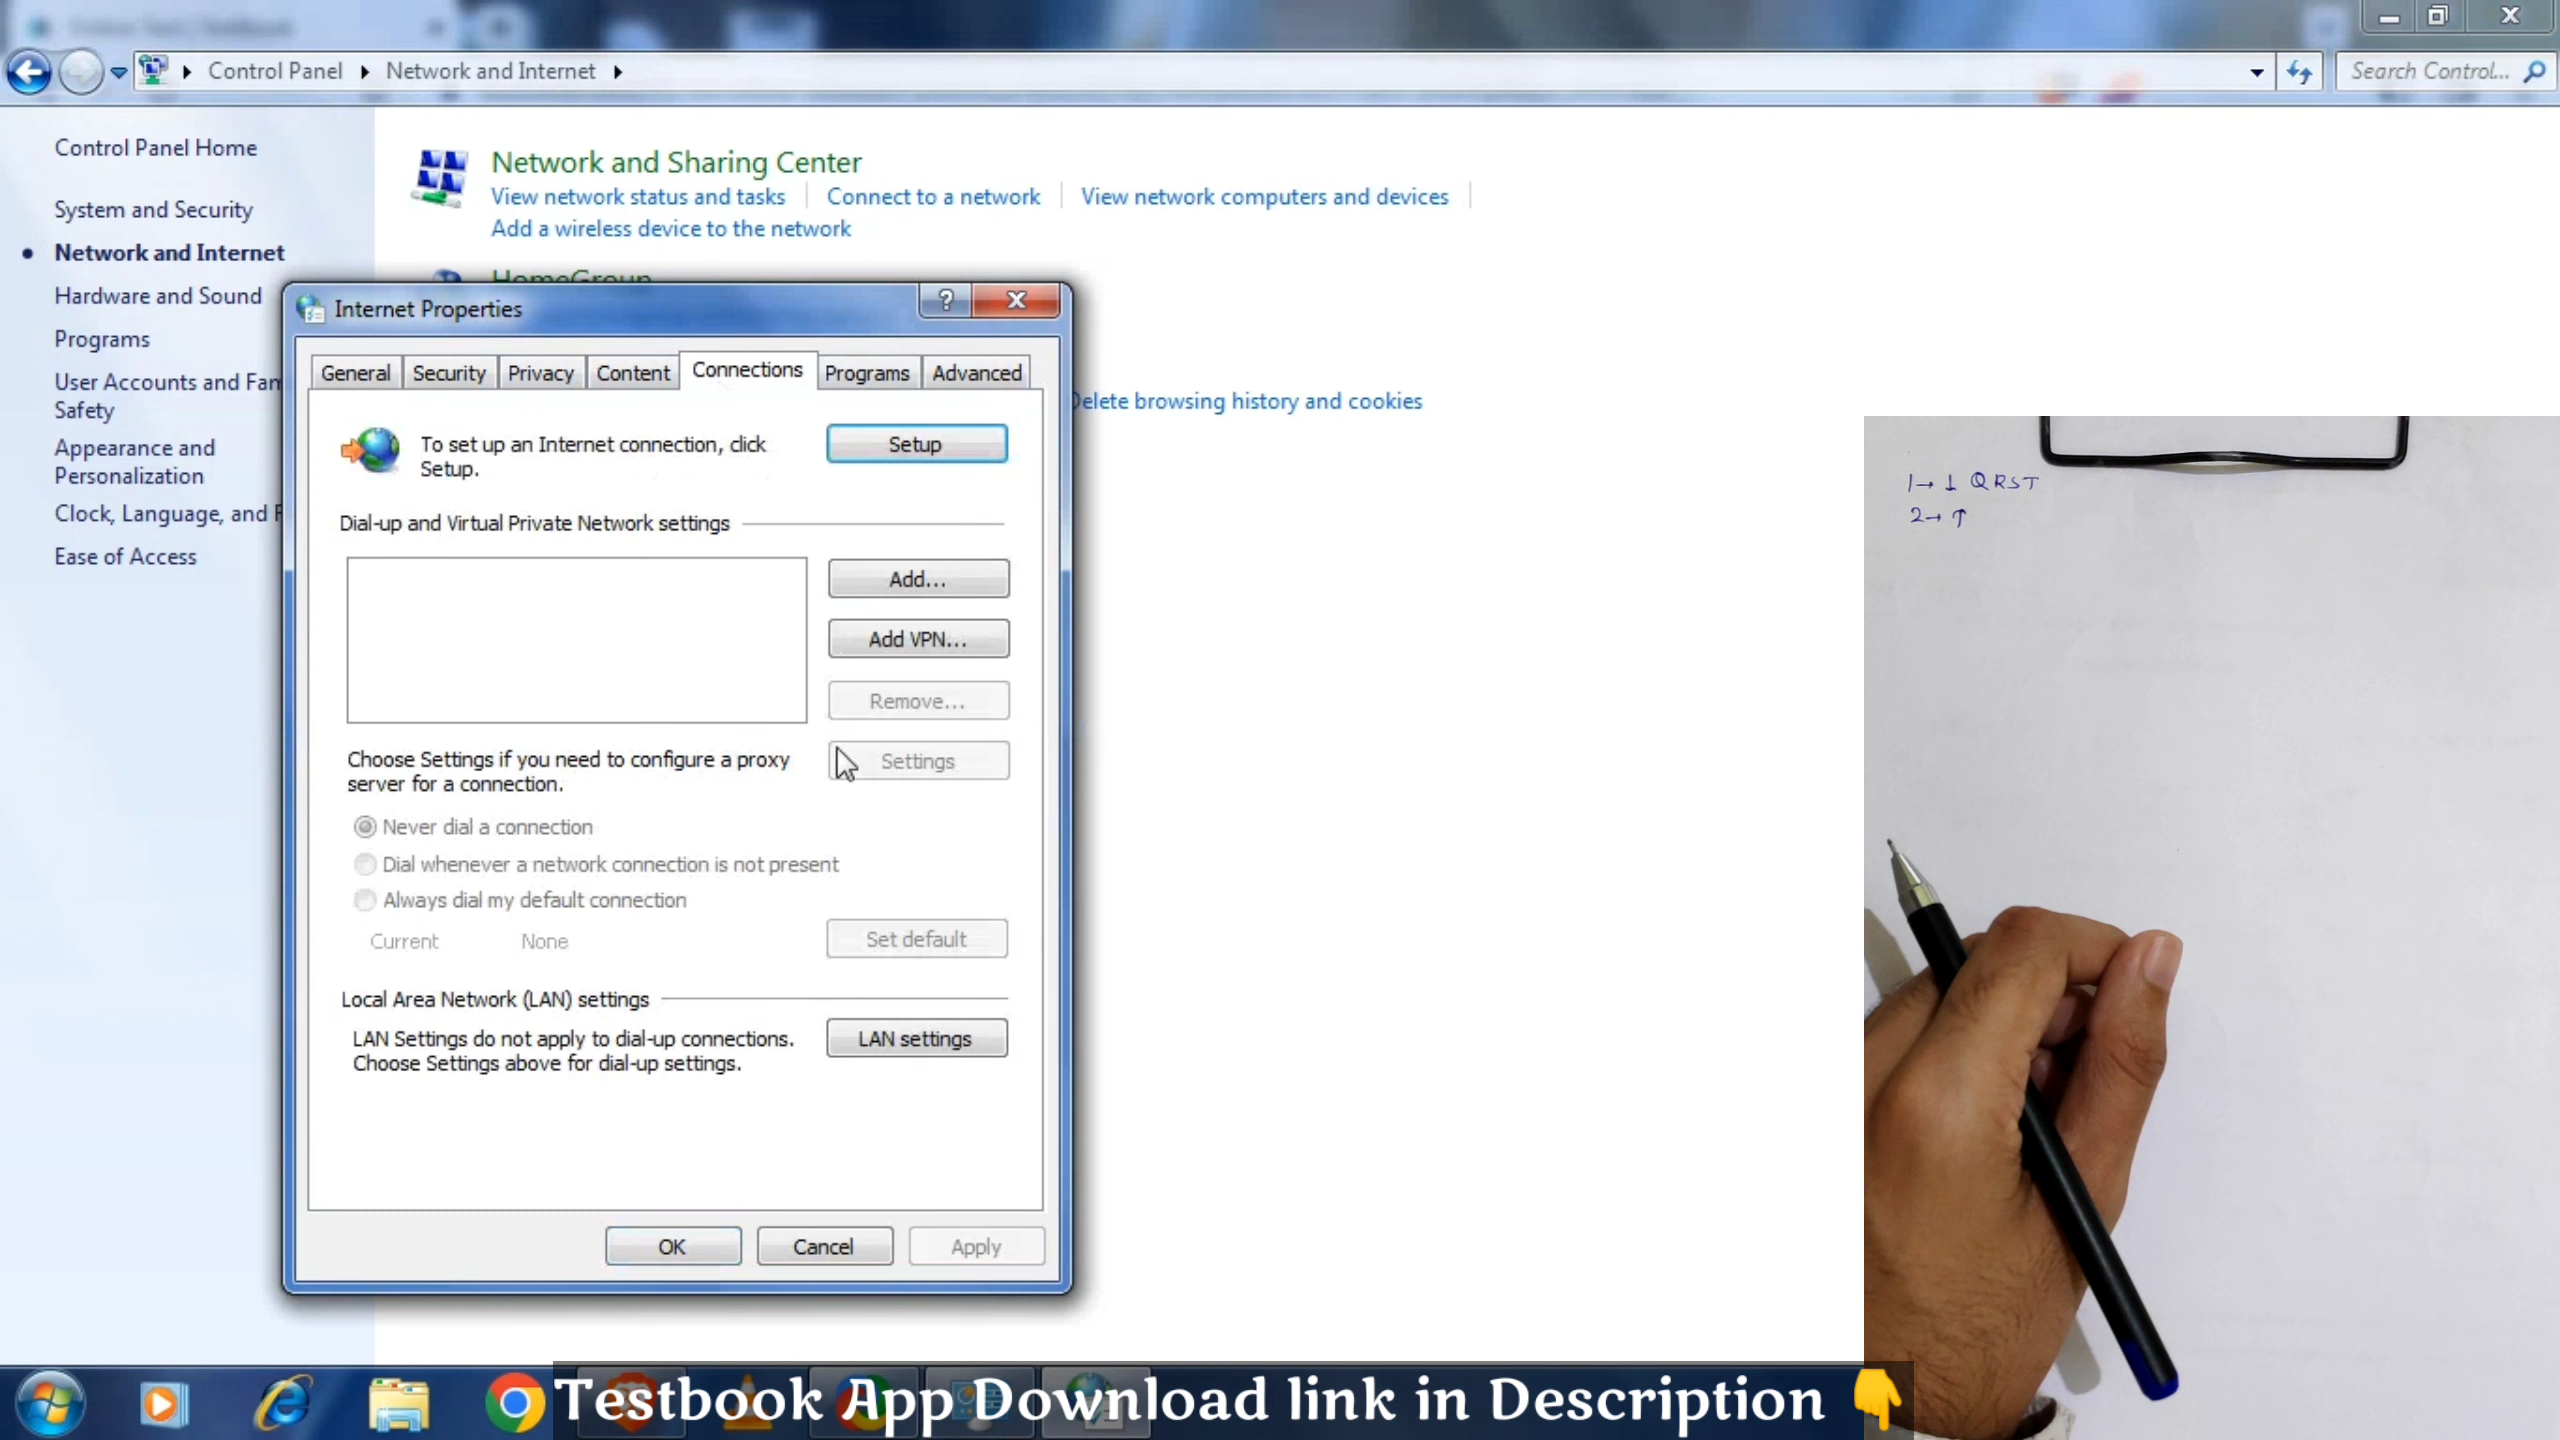 Control Panel
Network and Internet
Search Control...
Control Panel Home
System and Security
Network and Internet
Hardware and Sound
Programs
User Accounts and Fam
Safety
Appearance and
Personalization
Clock, Language, and
Ease of Access
Network and Sharing Center
View network status and tasks
Connect to a network
View network computers and devices
Add a wireless device to the network
HomeGroup
Delete browsing history and cookies
Internet Properties
?
General
Security
Privacy
Content
Connections
Programs
Advanced
To set up an Internet connection, click
Setup.
Setup
Dial-up and Virtual Private Network settings
Add...
Add VPN...
Remove...
Choose Settings if you need to configure a proxy
server for a connection.
Settings
Never dial a connection
Dial whenever a network connection is not present
Always dial my default connection
Current
None
Set default
Local Area Network (LAN) settings
LAN Settings do not apply to dial-up connections.
Choose Settings above for dial-up settings.
LAN settings
OK
Cancel
Apply
1→ ↓ QRST
2→ ↑
Testbook App Download link in Description 👇